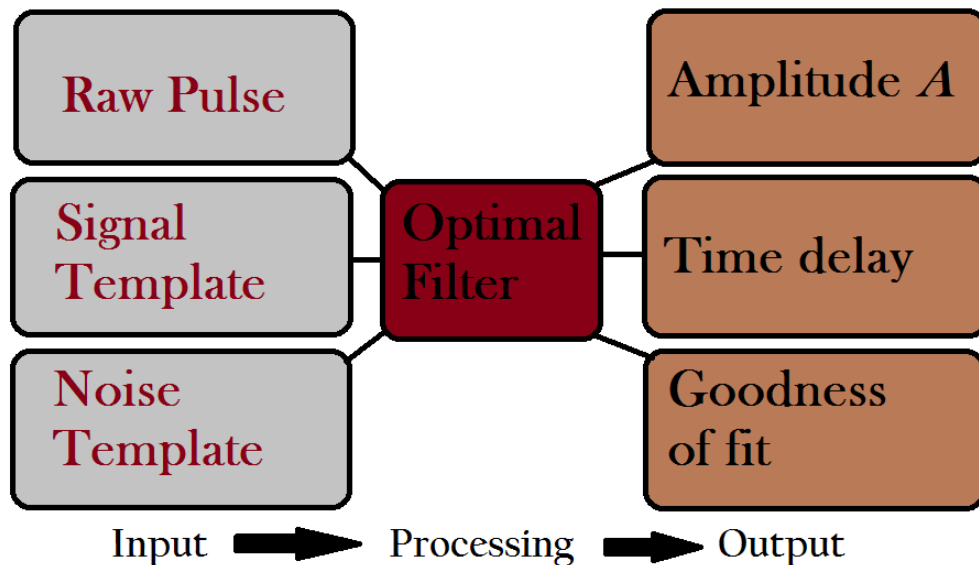 Raw Pulse
Signal
Template
Noise
Template
Optimal
Filter
Amplitude A
Time delay
Goodness
of fit
Input Processing Output